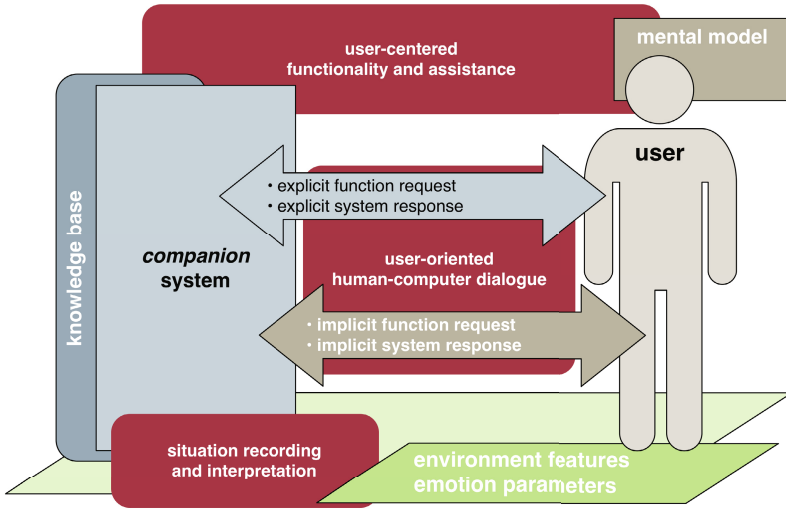 user-centered
functionality and assistance
mental model
user
• explicit function request
• explicit system response
knowledge base
companion
system
user-oriented
human-computer dialogue
• implicit function request
• implicit system response
situation recording
and interpretation
environment features
emotion parameters